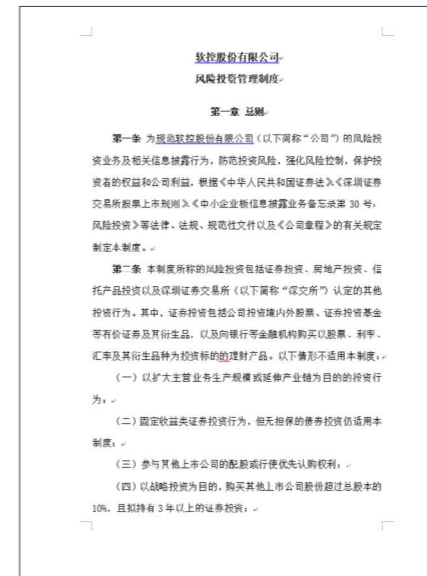 软控股份有限公司
风险投资管理制度
第一章 总则
第一条 为规范软控股份有限公司（以下简称“公司”）的风险投
资业务及相关信息披露行为，防范投资风险，强化风险控制，保护投
资者的权益和公司利益，根据《中华人民共和国证券法》《深圳证券
交易所股票上市规则》《中小企业板信息披露业务备忘录第 30 号：
风险投资》等法律、法规、规范性文件以及《公司章程》的有关规定
制定本制度。
第二条 本制度所称的风险投资包括证券投资、房地产投资、信
托产品投资以及深圳证券交易所（以下简称“深交所”）认定的其他
投资行为。其中，证券投资包括公司投资境内外股票、证券投资基金
等有价证券及其衍生品，以及向银行等金融机构购买以股票、利率、
汇率及其衍生品种为投资标的的理财产品。以下情形不适用本制度：
（一）以扩大主营业务生产规模或延伸产业链为目的的投资行
为；
（二）固定收益类证券投资行为，但无担保的债券投资仍适用本
制度；
（三）参与其他上市公司的配股或行使优先认购权利；
（四）以战略投资为目的，购买其他上市公司股份超过总股本的
10%，且拟持有 3 年以上的证券投资；